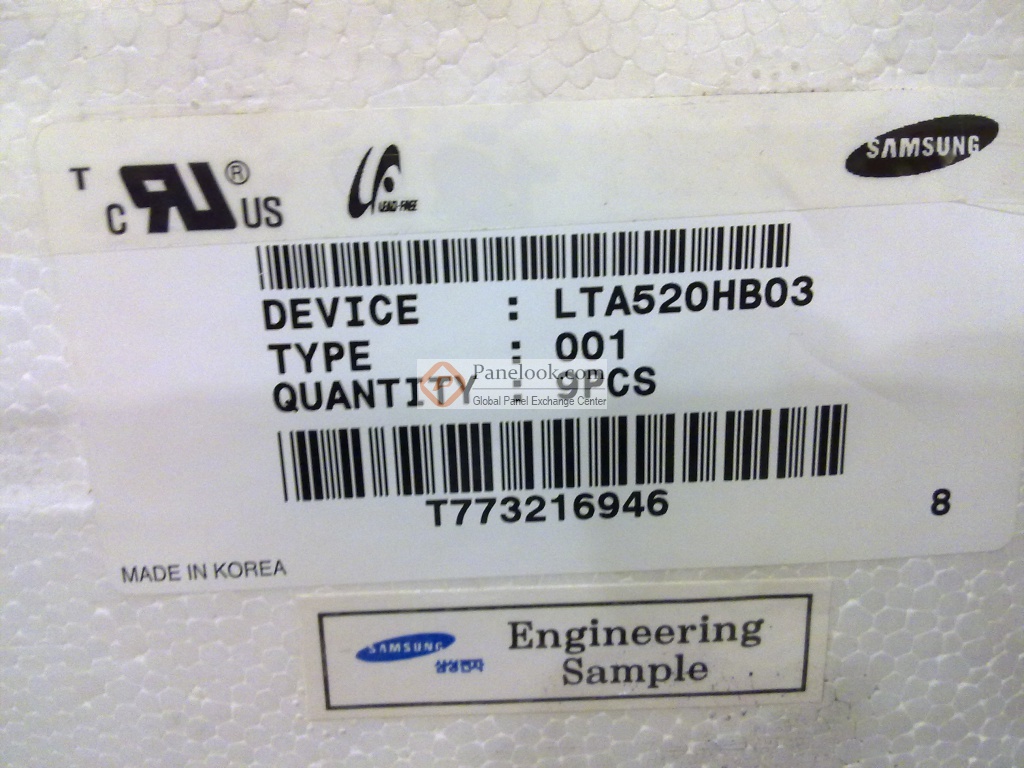 T
C RU ® US
LEAD-FREE
SAMSUNG
DEVICE : LTA520HB03
TYPE : 001
QUANTITY : 9PCS
Panelook.com
Global Panel Exchange Center
T773216946
8
MADE IN KOREA
SAMSUNG
삼성전자
Engineering
Sample